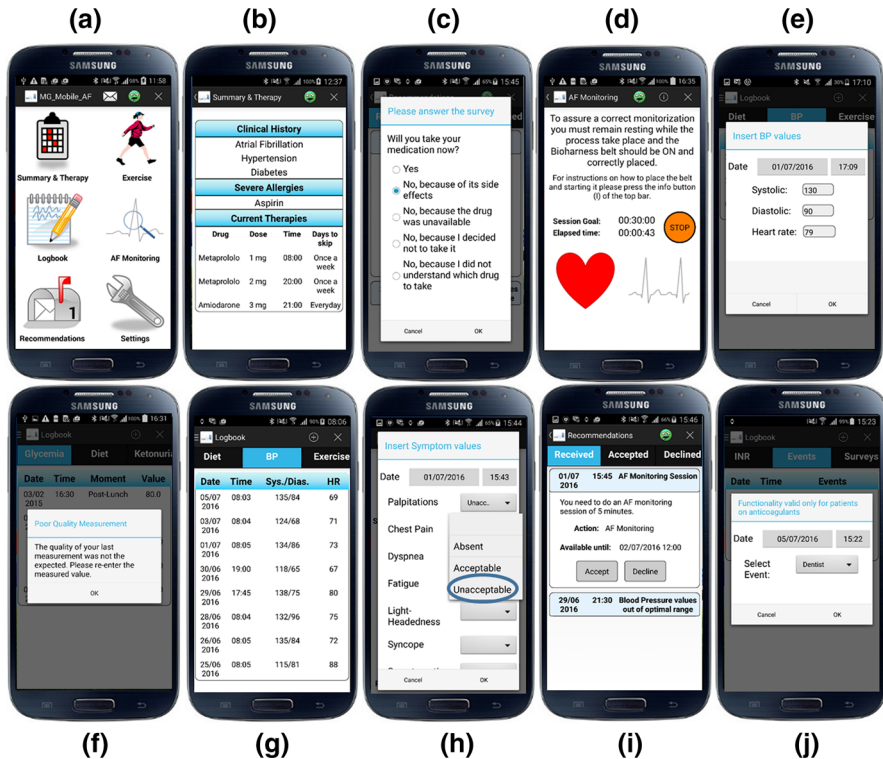 (a) (b) (c) (d) (e)
SAMSUNG
98% 11:58
MG_Mobile_AF
Summary & Therapy Exercise
Logbook AF Monitoring
1
Recommendations Settings
SAMSUNG
100% 12:37
Summary & Therapy
Clinical History
Atrial Fibrillation
Hypertension
Diabetes
Severe Allergies
Aspirin
Current Therapies
Drug Dose Time Days to skip
Metaprololo 1 mg 08:00 Once a week
Metaprololo 2 mg 20:00 Once a week
Amiodarone 3 mg 21:00 Everyday
SAMSUNG
69% 15:45
Please answer the survey
Will you take your
medication now?
Yes
No, because of its side
effects
No, because the drug
was unavailable
No, because I decided
not to take it
No, because I did not
understand which drug
to take
Cancel OK
SAMSUNG
100% 16:35
AF Monitoring
To assure a correct monitorization
you must remain resting while the
process take place and the
Bioharness belt should be ON and
correctly placed.
For instructions on how to place the belt
and starting it please press the info button
(I) of the top bar.
Session Goal: 00:30:00
Elapsed time: 00:00:43
STOP
SAMSUNG
30% 17:10
Logbook
Diet BP Exercise
Insert BP values
Date 01/07/2016 17:09
Systolic: 130
Diastolic: 90
Heart rate: 79
Cancel OK
SAMSUNG
100% 16:31
Logbook
Glycemia Diet Ketonuria
Date Time Moment Value
03/02 2015 16:30 Post-Lunch 80.0
Poor Quality Measurement
The quality of your last
measurement was not the
expected. Please re-enter the
measured value.
OK
SAMSUNG
90% 08:06
Logbook
Diet BP Exercise
Date Time Sys./Dias. HR
05/07 2016 08:03 135/84 69
03/07 2016 08:04 124/68 71
01/07 2016 08:05 134/86 73
30/06 2016 19:00 118/65 67
29/06 2016 17:45 138/75 80
28/06 2016 08:04 132/96 75
26/06 2016 08:05 135/84 72
25/06 2016 08:05 115/81 88
SAMSUNG
65% 15:44
Insert Symptom values
Date 01/07/2016 15:43
Palpitations Unacc..
Chest Pain
Absent
Dyspnea
Acceptable
Fatigue
Unacceptable
Light-
Headedness
Syncope
Cancel OK
SAMSUNG
66% 15:46
Recommendations
Received Accepted Declined
01/07 2016 15:45 AF Monitoring Session
You need to do an AF monitoring
session of 5 minutes.
Action: AF Monitoring
Available until: 02/07/2016 12:00
Accept Decline
29/06 2016 21:30 Blood Pressure values
out of optimal range
SAMSUNG
99% 15:23
Logbook
INR Events Surveys
Date Time Events
Functionality valid only for patients
on anticoagulants
Date 05/07/2016 15:22
Select
Event: Dentist
Cancel OK
(f) (g) (h) (i) (j)